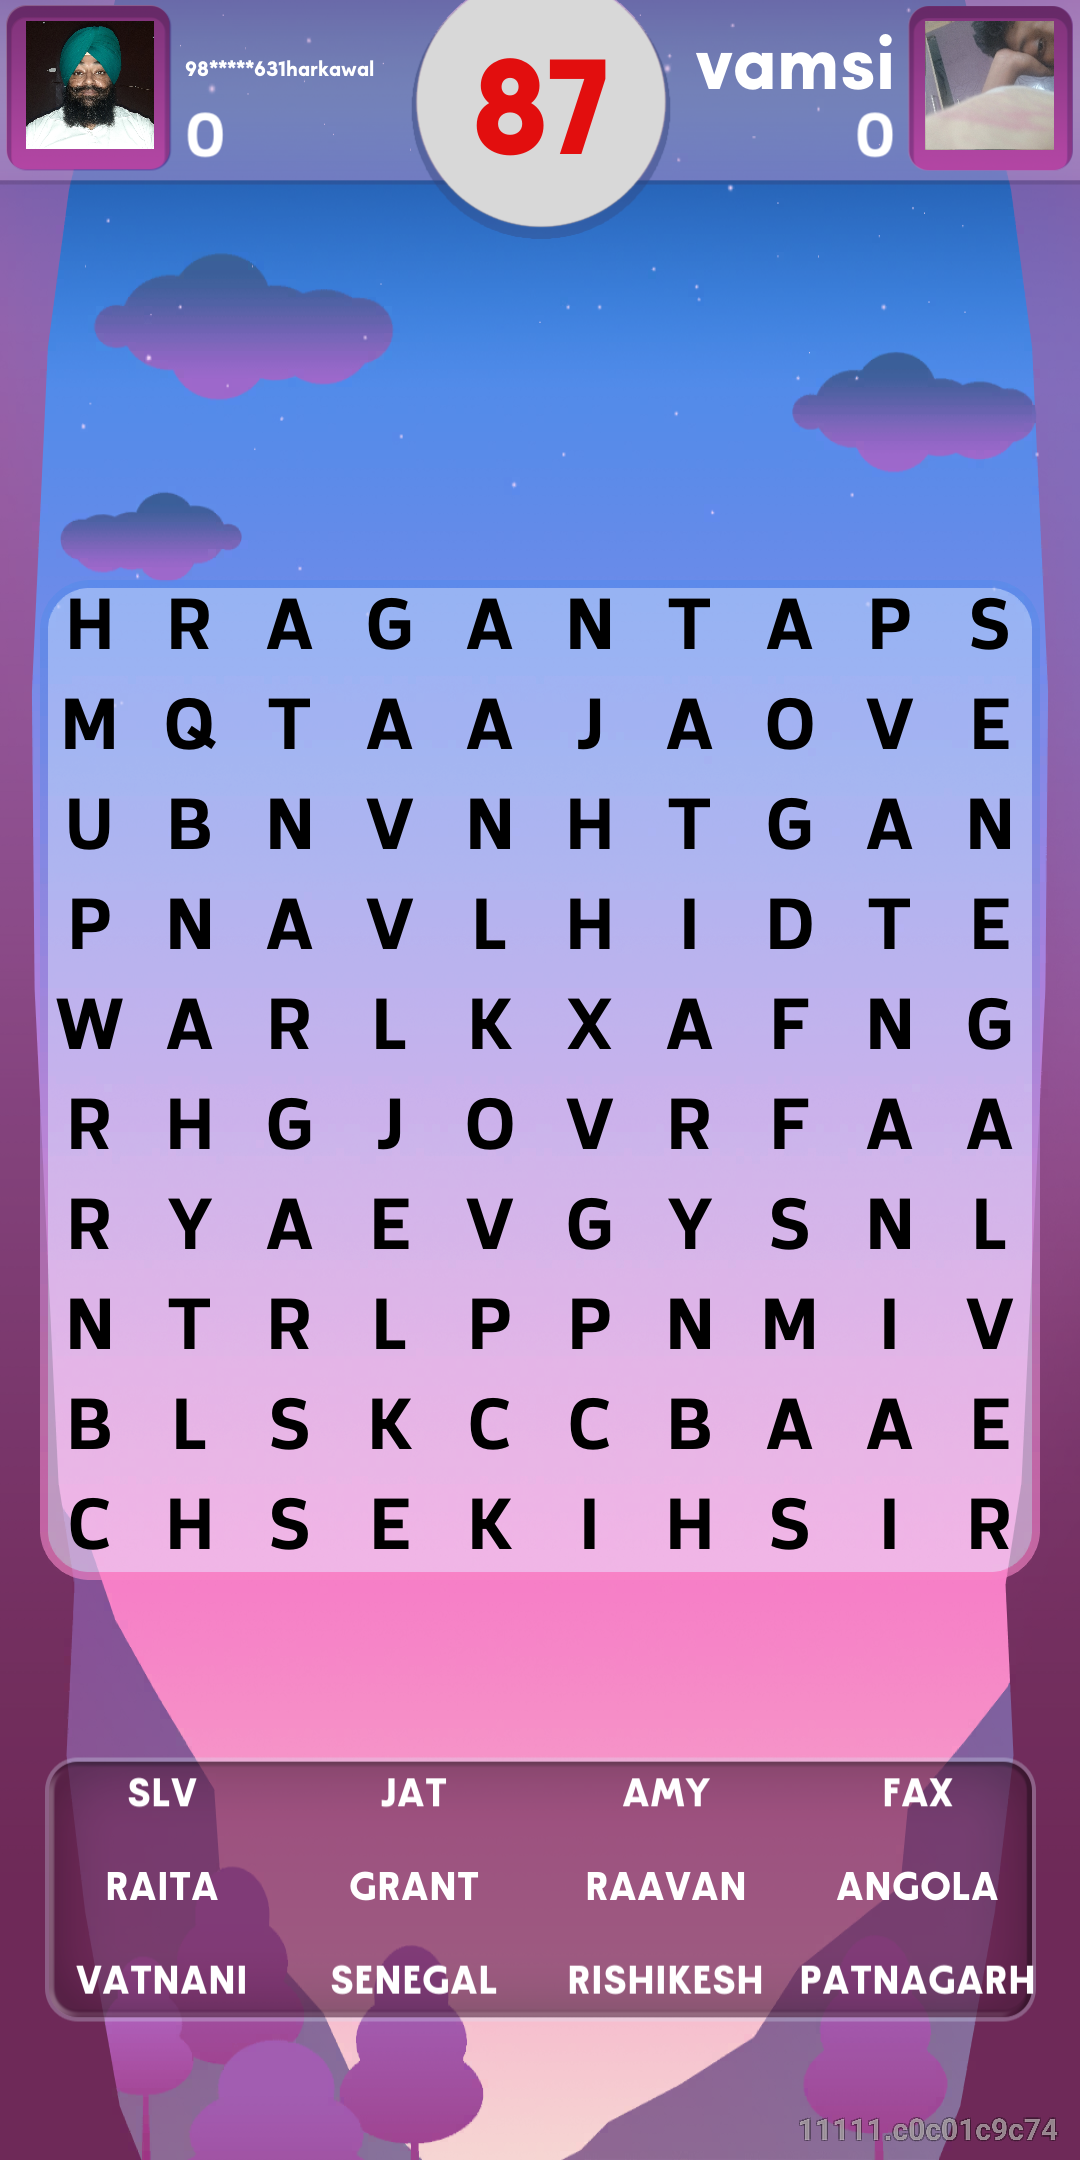 98*****631harkawal
0
87
vamsi
0
H R A G A N T A P S
M Q T A A J A O V E
U B N V N H T G A N
P N A V L H I D T E
W A R L K X A F N G
R H G J O V R F A A
R Y A E V G Y S N L
N T R L P P N M I V
B L S K C C B A A E
C H S E K I H S I R
SLV JAT AMY FAX
RAITA GRANT RAAVAN ANGOLA
VATNANI SENEGAL RISHIKESH PATNAGARH
11111.c0c01c9c74